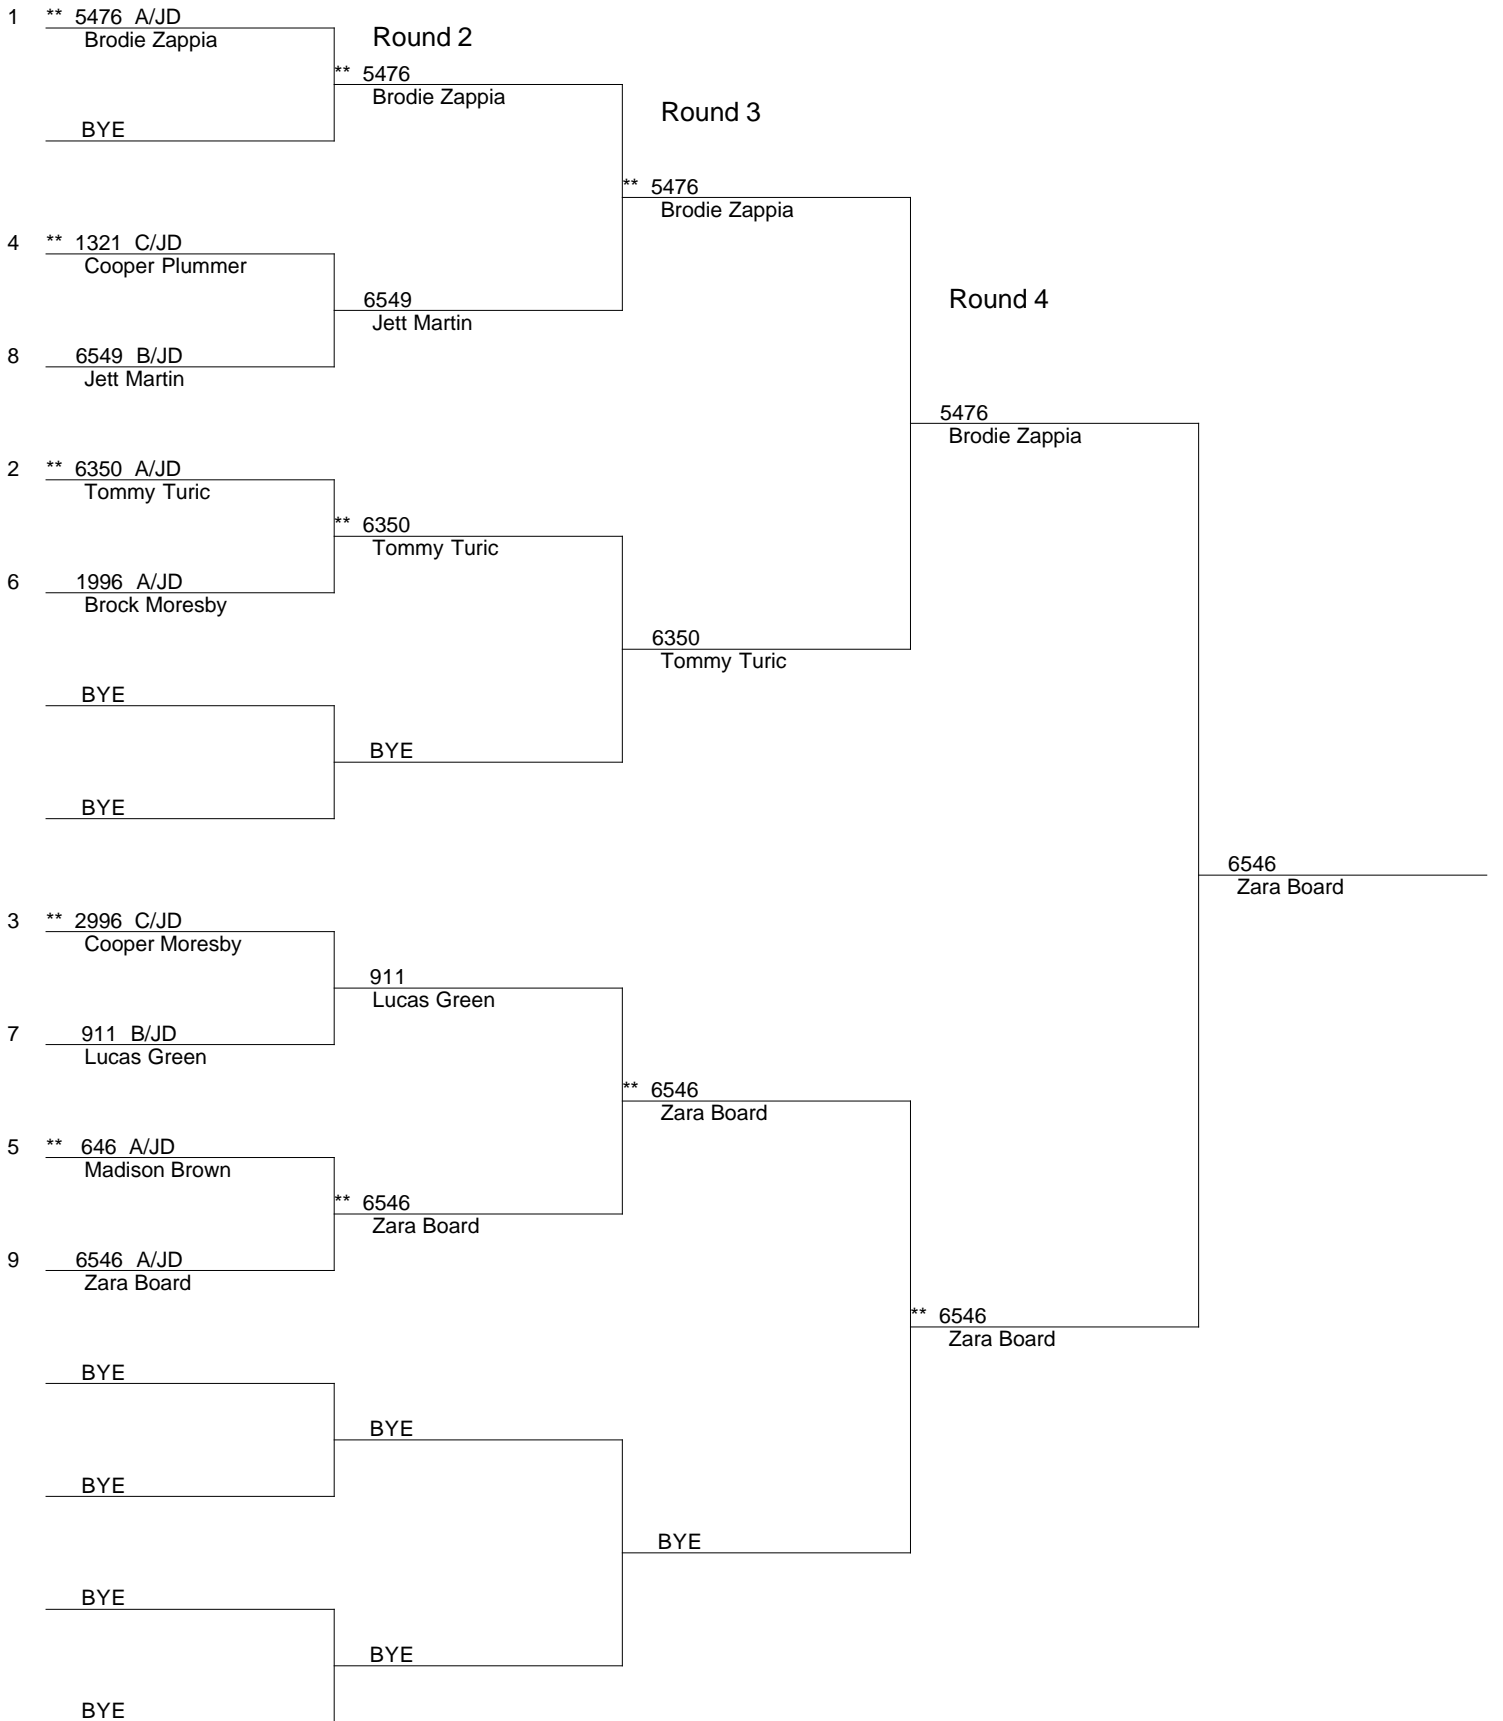 1 ** 5476 A/JD
Brodie Zappia
Round 2
** 5476
Brodie Zappia
Round 3
BYE
** 5476
Brodie Zappia
4 ** 1321 C/JD
Cooper Plummer
6549
Jett Martin
Round 4
8 6549 B/JD
Jett Martin
5476
Brodie Zappia
2 ** 6350 A/JD
Tommy Turic
** 6350
Tommy Turic
6 1996 A/JD
Brock Moresby
6350
Tommy Turic
BYE
BYE
BYE
6546
Zara Board
3 ** 2996 C/JD
Cooper Moresby
911
Lucas Green
7 911 B/JD
Lucas Green
** 6546
Zara Board
5 ** 646 A/JD
Madison Brown
** 6546
Zara Board
9 6546 A/JD
Zara Board
** 6546
Zara Board
BYE
BYE
BYE
BYE
BYE
BYE
BYE